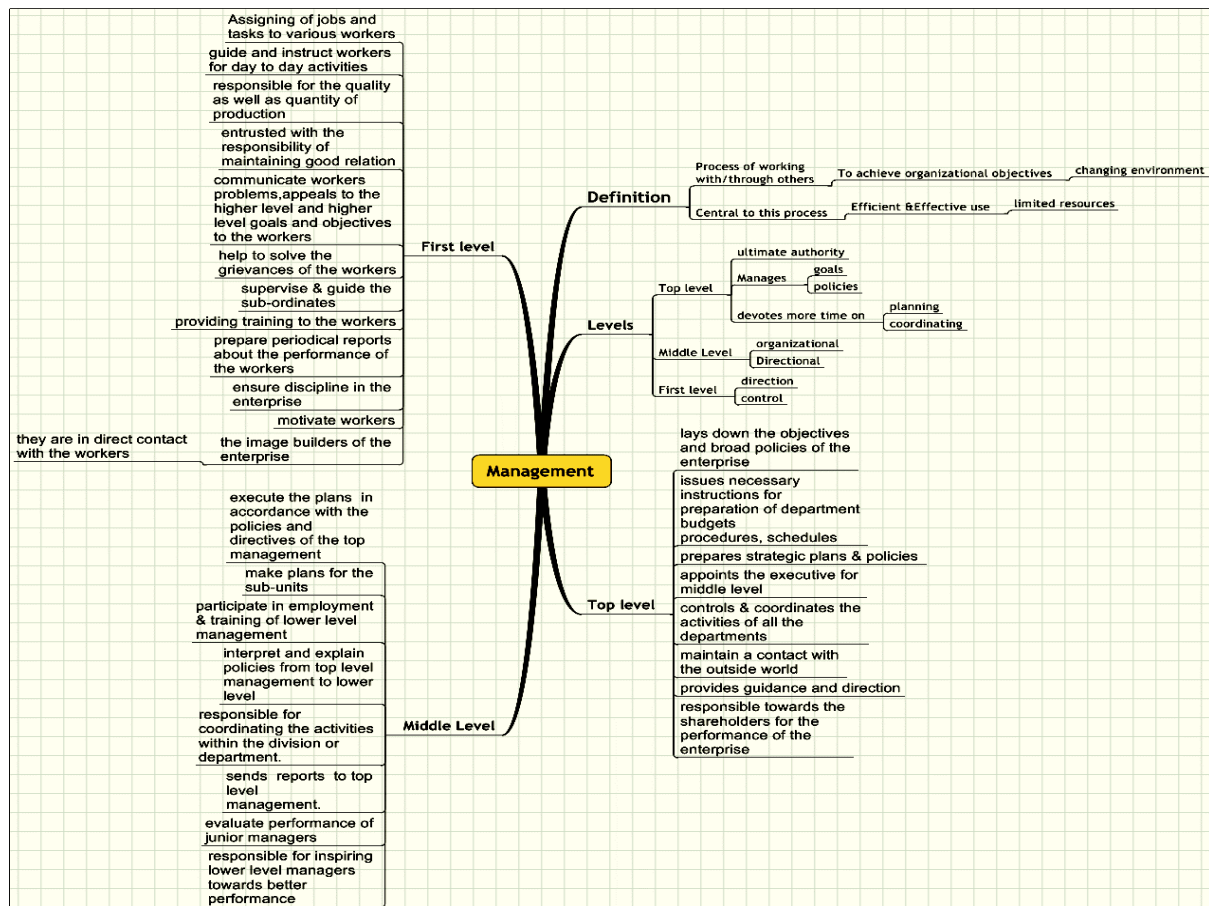 Assigning of jobs and
tasks to various workers
guide and instruct workers
for day to day activities
responsible for the quality
as well as quantity of
production
entrusted with the
responsibility of
maintaining good relation
communicate workers
problems,appeals to the
higher level and higher
level goals and objectives
to the workers
help to solve the
grievances of the workers
supervise & guide the
sub-ordinates
providing training to the workers
prepare periodical reports
about the performance of
the workers
ensure discipline in the
enterprise
motivate workers
they are in direct contact
with the workers
the image builders of the
enterprise
First level
execute the plans in
accordance with the
policies and
directives of the top
management
make plans for the
sub-units
participate in employment
& training of lower level
management
interpret and explain
policies from top level
management to lower
level
responsible for
coordinating the activities
within the division or
department.
sends reports to top
level
management.
evaluate performance of
junior managers
responsible for inspiring
lower level managers
towards better
performance
Middle Level
Management
Definition
Process of working
with/through others
To achieve organizational objectives
changing environment
Central to this process
Efficient &Effective use
limited resources
Levels
Top level
ultimate authority
Manages
goals
policies
devotes more time on
planning
coordinating
Middle Level
organizational
Directional
First level
direction
control
Top level
lays down the objectives
and broad policies of the
enterprise
issues necessary
instructions for
preparation of department
budgets
procedures, schedules
prepares strategic plans & policies
appoints the executive for
middle level
controls & coordinates the
activities of all the
departments
maintain a contact with
the outside world
provides guidance and direction
responsible towards the
shareholders for the
performance of the
enterprise